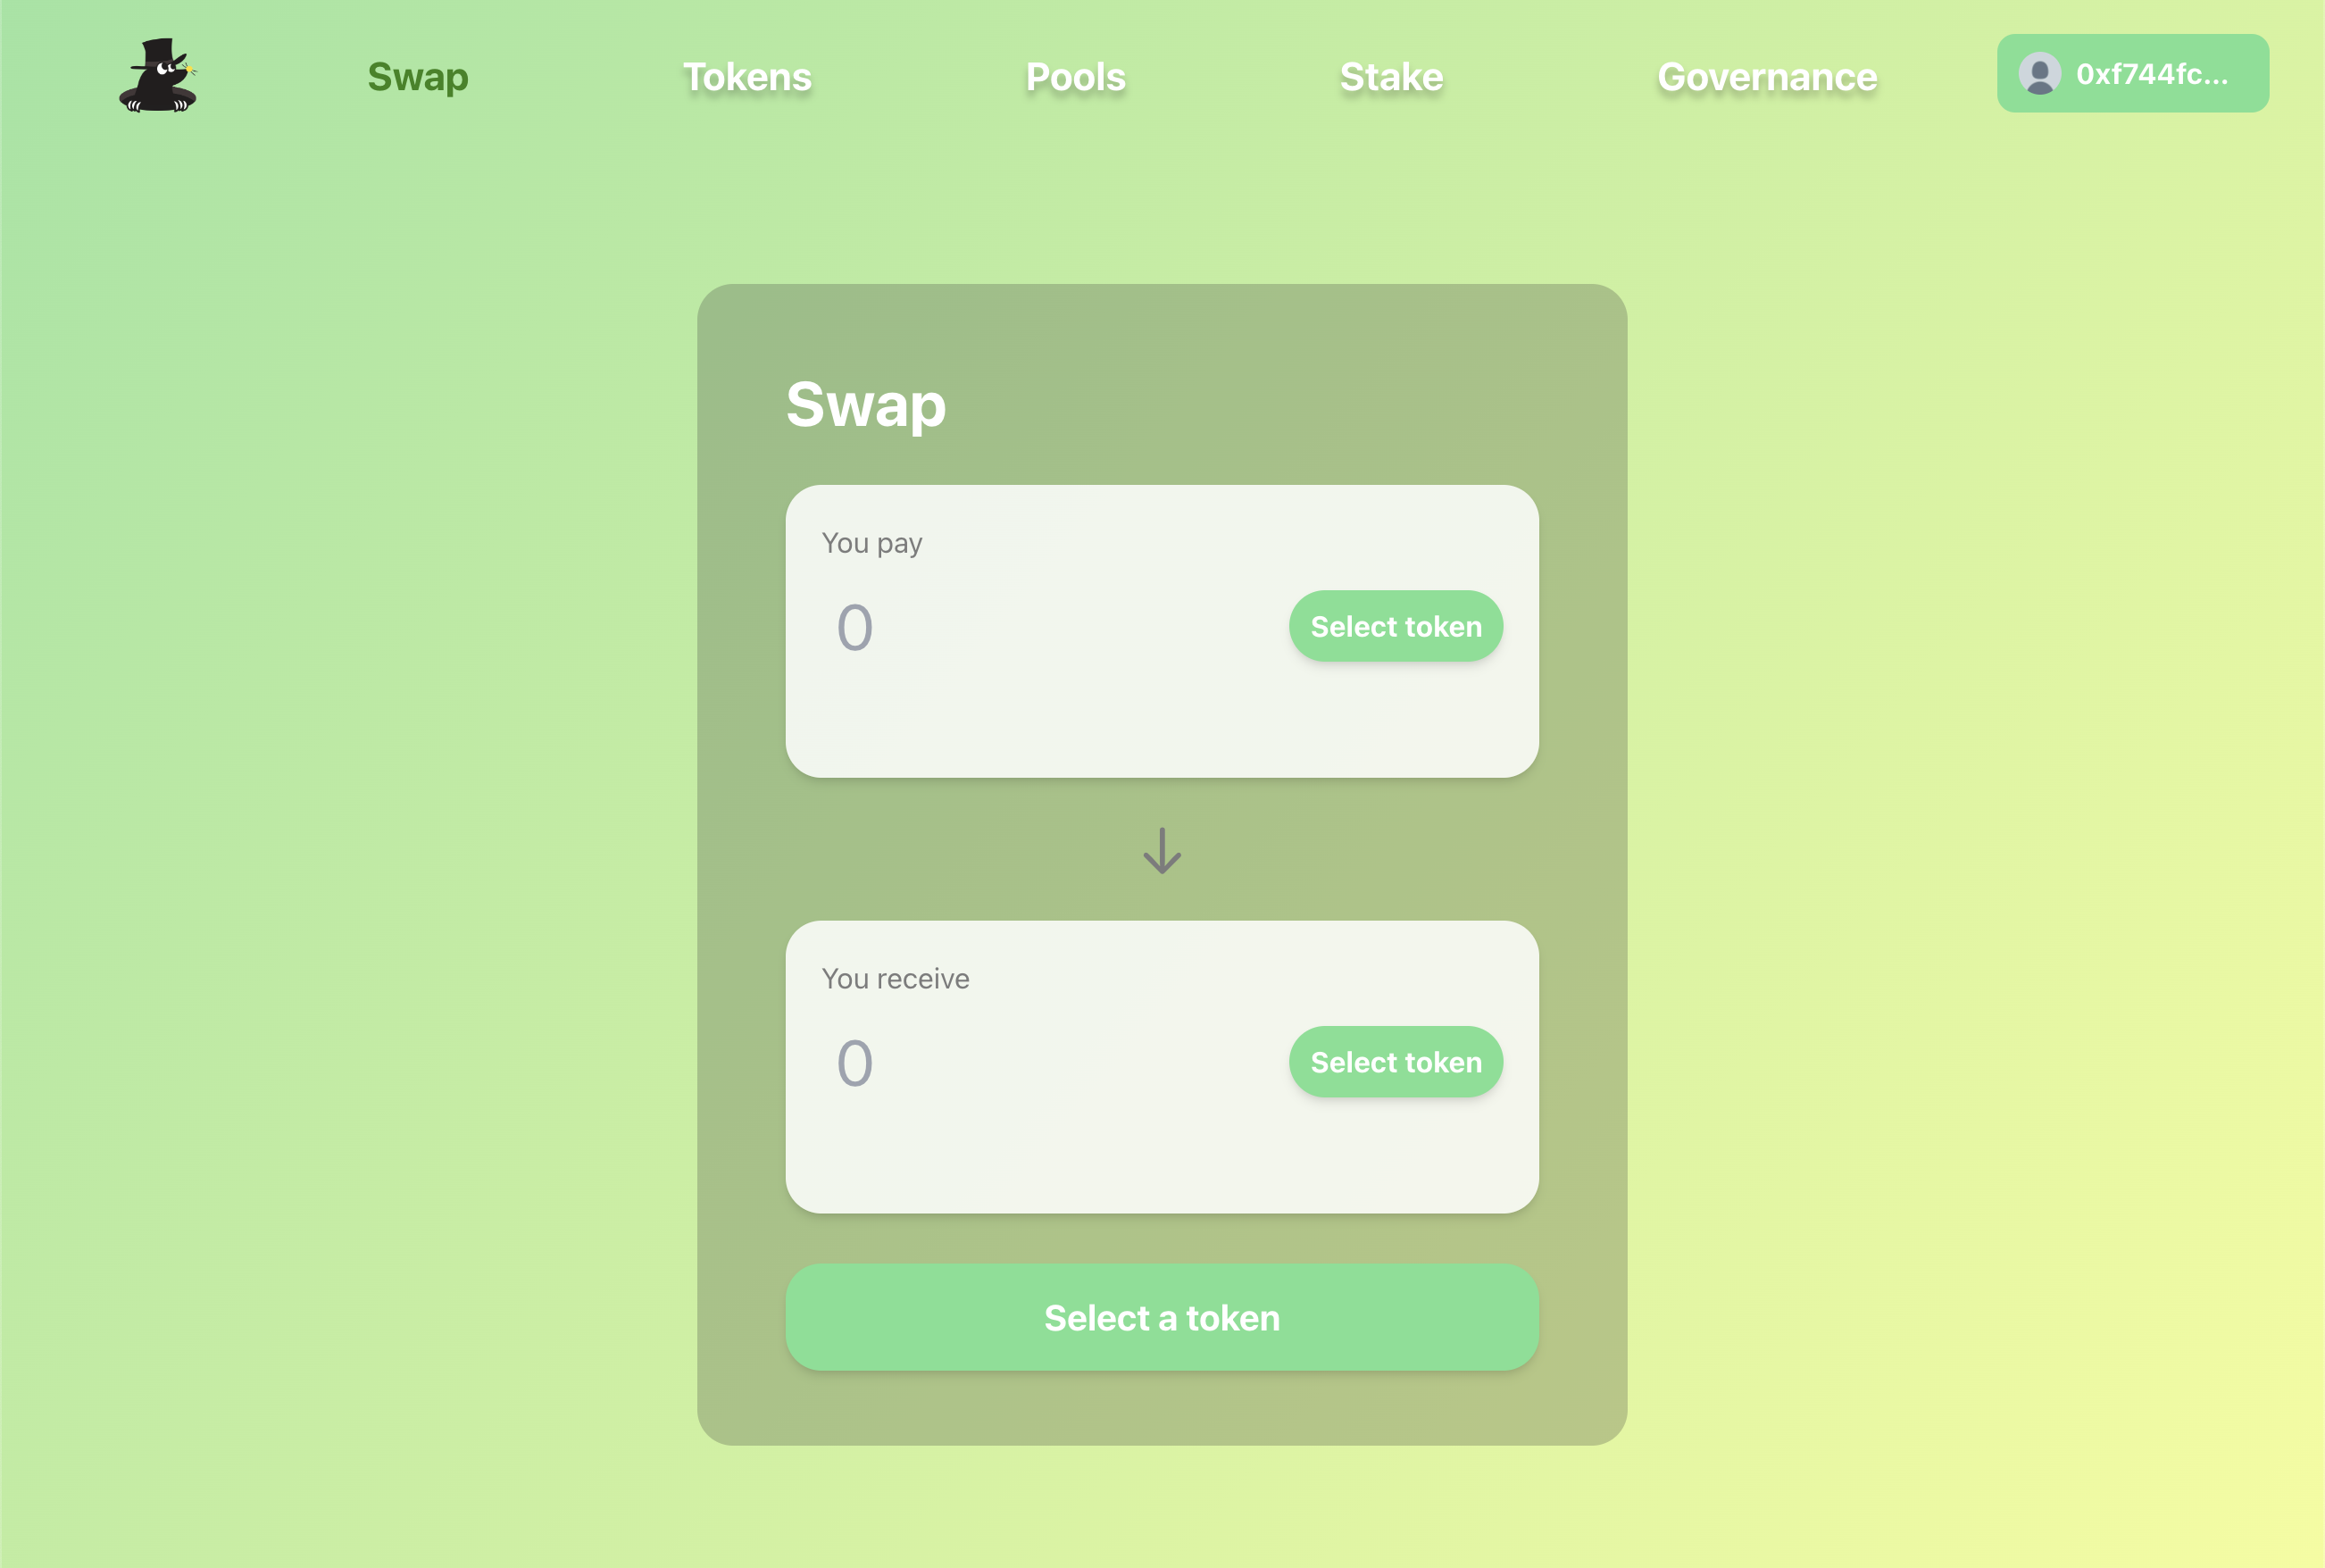 Swap
Tokens
Pools
Stake
Governance
0xf744fc...
Swap
You pay
0
Select token
You receive
0
Select token
Select a token